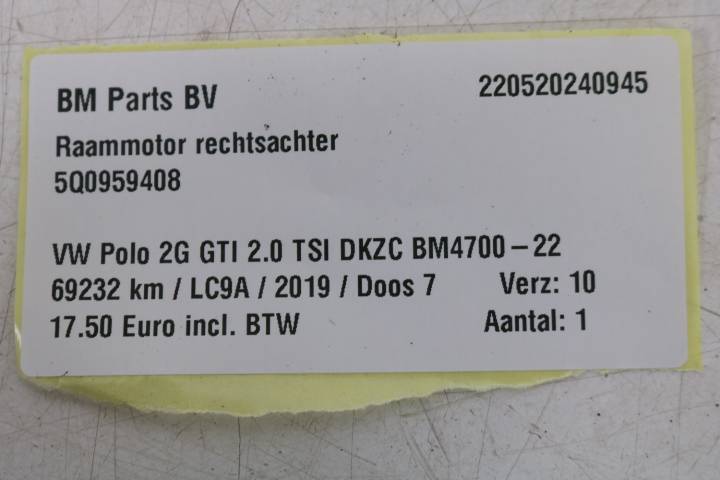 BM Parts BV 220520240945
Raammotor rechtsachter
5Q0959408
VW Polo 2G GTI 2.0 TSI DKZC BM4700-22
69232 km / LC9A / 2019 / Doos 7 Verz: 10
17.50 Euro incl. BTW Aantal: 1